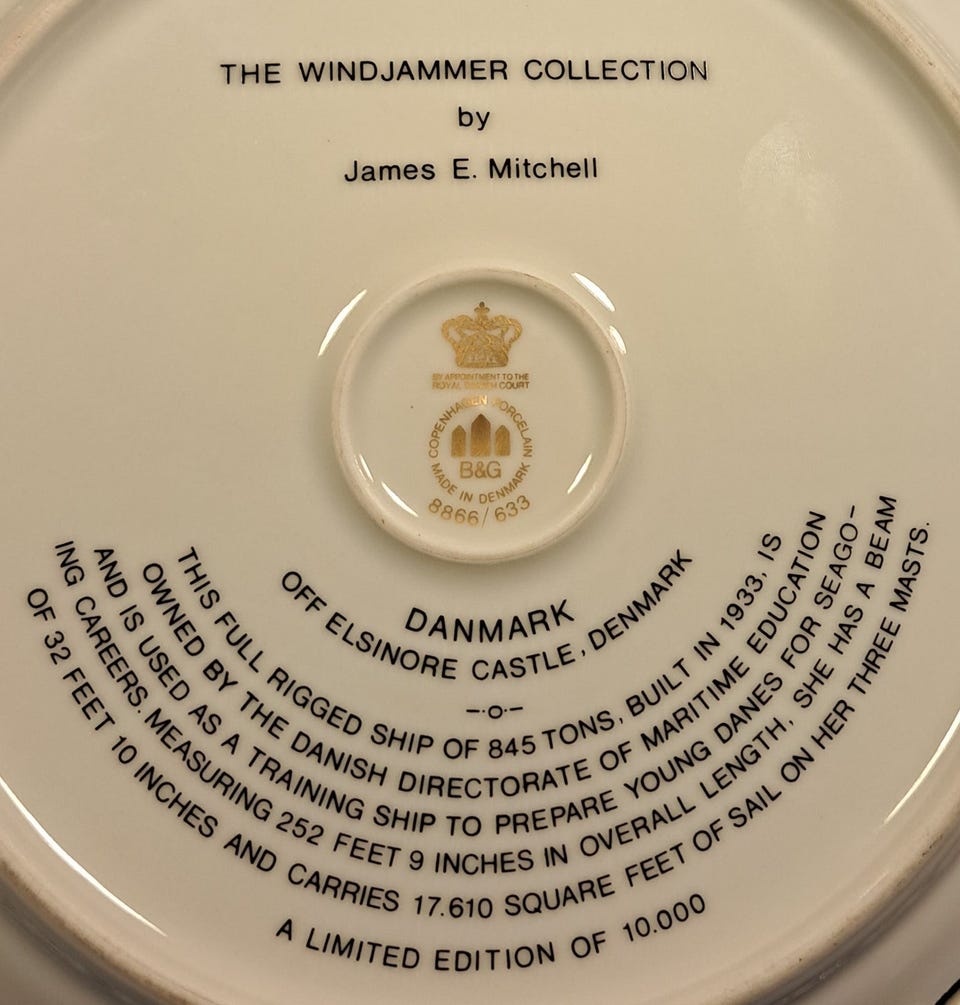 THE WINDJAMMER COLLECTION
by
James E. Mitchell
BY APPOINTMENT TO THE
ROYAL DANISH COURT
COPENHAGEN PORCELAIN
B&G
MADE IN DENMARK
8866/633
DANMARK
OFF ELSINORE CASTLE, DENMARK
THIS FULL RIGGED SHIP OF 845 TONS, BUILT IN 1933, IS
OWNED BY THE DANISH DIRECTORATE OF MARITIME EDUCATION
AND IS USED AS A TRAINING SHIP TO PREPARE YOUNG DANES FOR SEAGO-
ING CAREERS. MEASURING 252 FEET 9 INCHES IN OVERALL LENGTH, SHE HAS A BEAM
OF 32 FEET 10 INCHES AND CARRIES 17.610 SQUARE FEET OF SAIL ON HER THREE MASTS.
A LIMITED EDITION OF 10.000